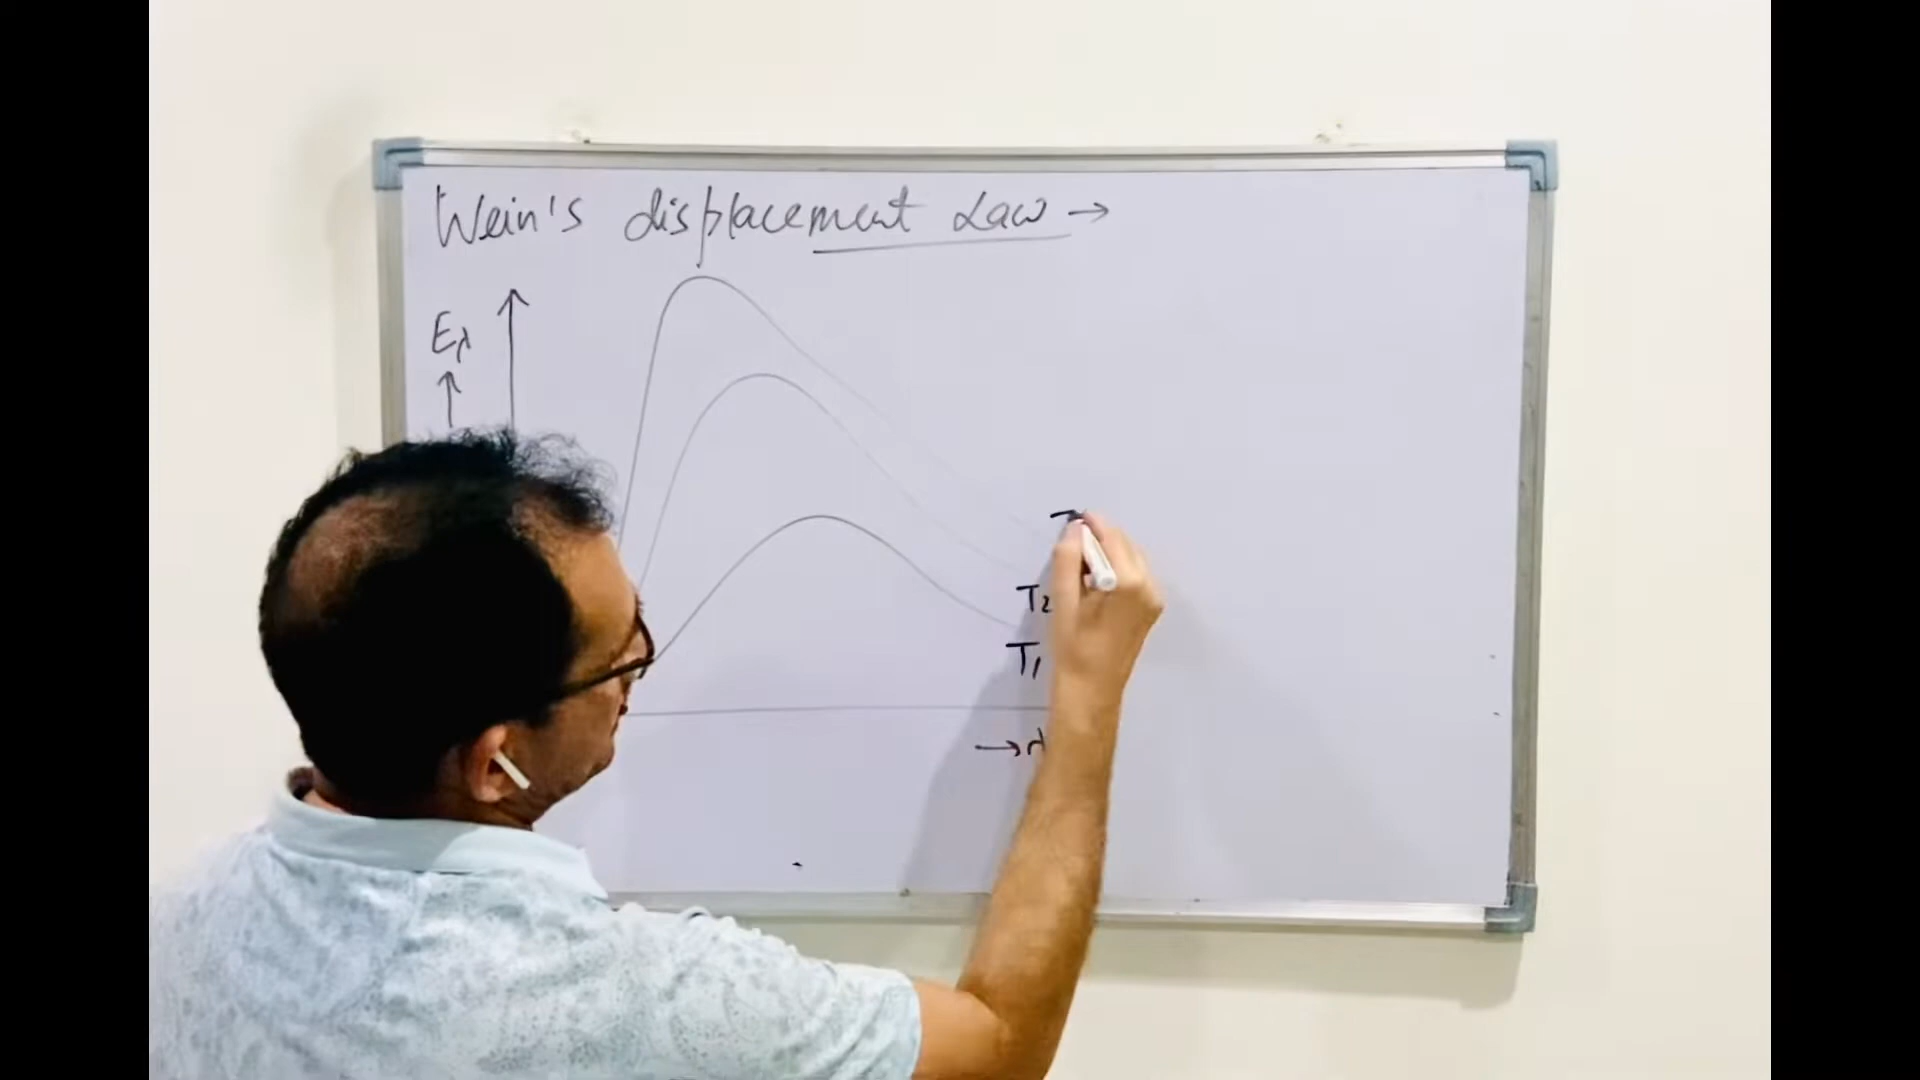 Wein's displacement Law →
Eλ
↑
T
T2
T1
→ λ